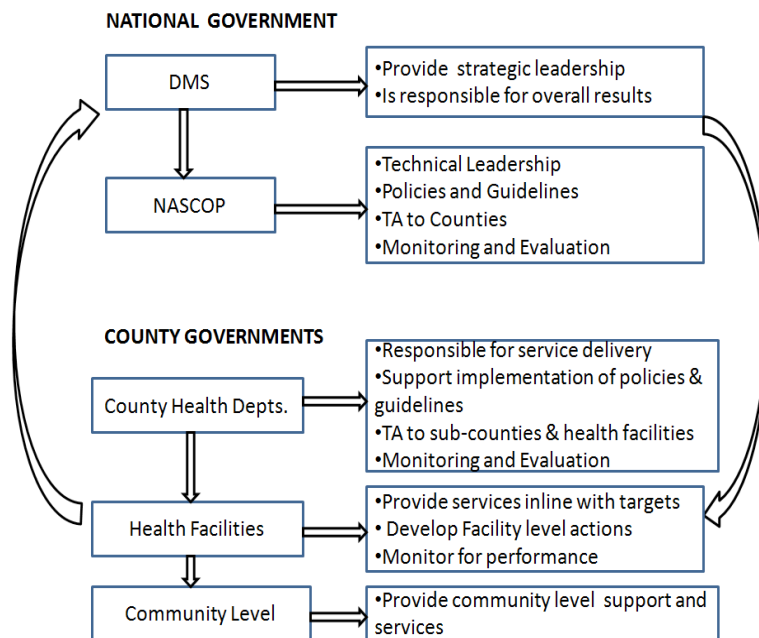 NATIONAL GOVERNMENT
DMS
•Provide strategic leadership
•Is responsible for overall results
NASCOP
•Technical Leadership
•Policies and Guidelines
•TA to Counties
•Monitoring and Evaluation
COUNTY GOVERNMENTS
County Health Depts.
•Responsible for service delivery
•Support implementation of policies &
guidelines
•TA to sub-counties & health facilities
•Monitoring and Evaluation
Health Facilities
•Provide services inline with targets
• Develop Facility level actions
•Monitor for performance
Community Level
•Provide community level support and
services